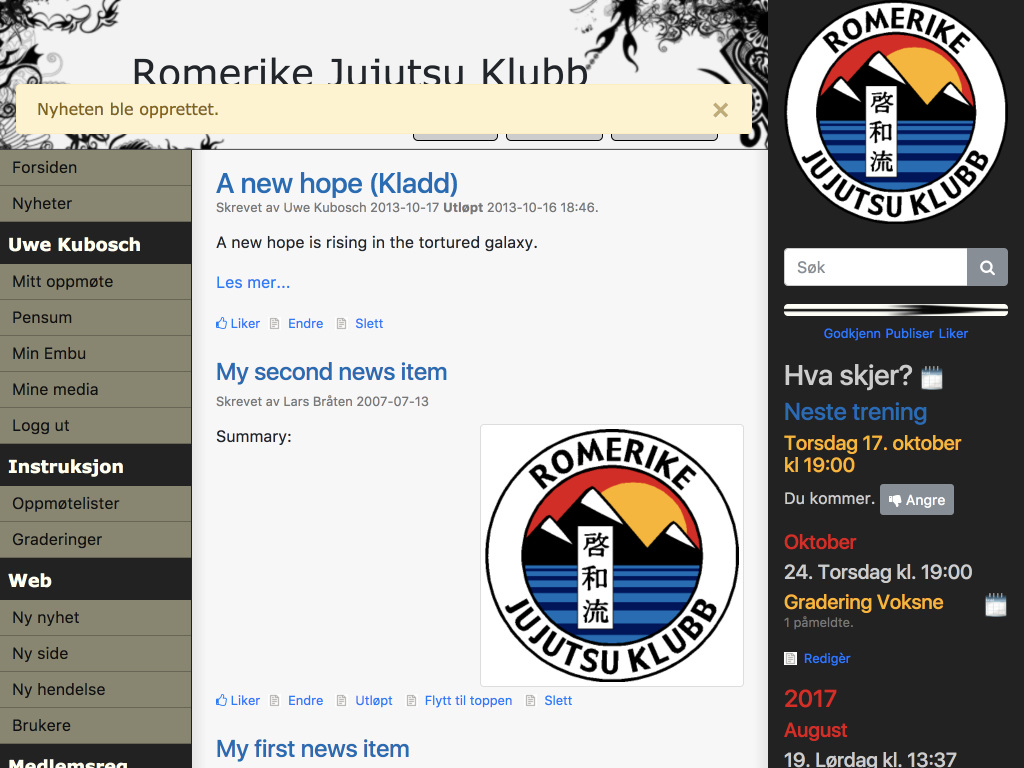 Romerike Jujutsu Klubb
Nyheten ble opprettet.
×
Forsiden
Nyheter
Uwe Kubosch
Mitt oppmøte
Pensum
Min Embu
Mine media
Logg ut
Instruksjon
Oppmøtelister
Graderinger
Web
Ny nyhet
Ny side
Ny hendelse
Brukere
Medlemsreg
A new hope (Kladd)
Skrevet av Uwe Kubosch 2013-10-17 Utløpt 2013-10-16 18:46.
A new hope is rising in the tortured galaxy.
Les mer...
Liker Endre Slett
My second news item
Skrevet av Lars Bråten 2007-07-13
Summary:
ROMERIKE
啓和流
JUJUTSU KLUBB
Liker Endre Utløpt Flytt til toppen Slett
My first news item
ROMERIKE
啓和流
JUJUTSU KLUBB
Søk
Godkjenn Publiser Liker
Hva skjer?
Neste trening
Torsdag 17. oktober
kl 19:00
Du kommer. Angre
Oktober
24. Torsdag kl. 19:00
Gradering Voksne
1 påmeldte.
Redigèr
2017
August
19. Lørdag kl. 13:37